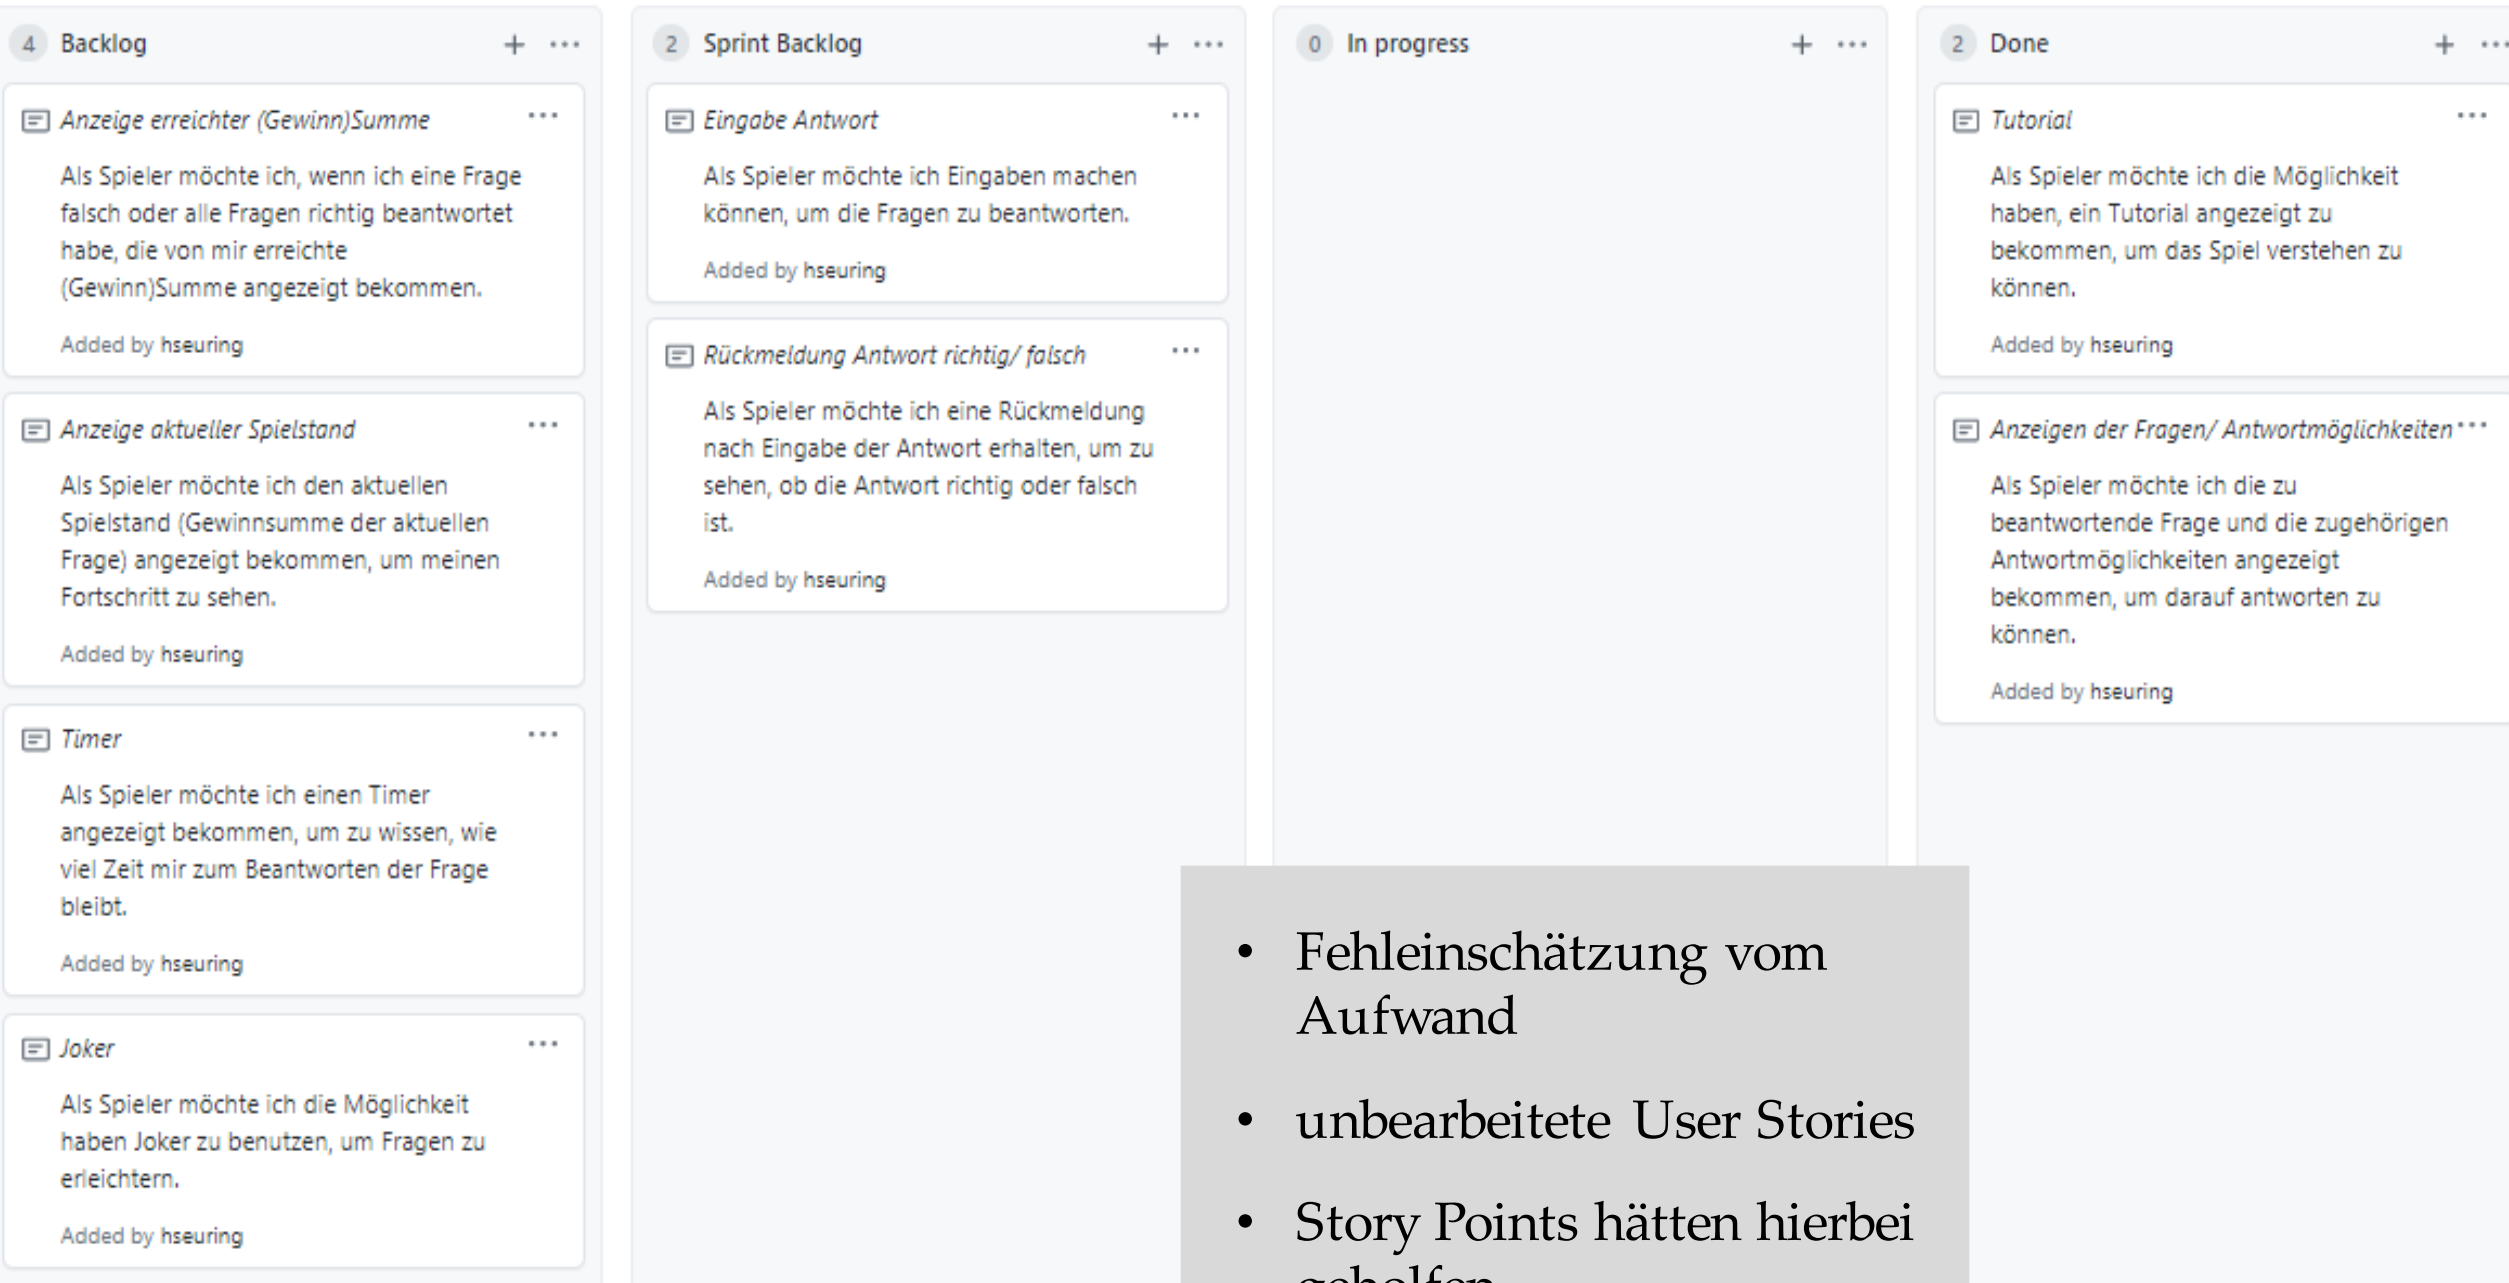 4 Backlog
Anzeige erreichter (Gewinn)Summe
Als Spieler möchte ich, wenn ich eine Frage
falsch oder alle Fragen richtig beantwortet
habe, die von mir erreichte
(Gewinn)Summe angezeigt bekommen.
Added by hseuring
Anzeige aktueller Spielstand
Als Spieler möchte ich den aktuellen
Spielstand (Gewinnsumme der aktuellen
Frage) angezeigt bekommen, um meinen
Fortschritt zu sehen.
Added by hseuring
Timer
Als Spieler möchte ich einen Timer
angezeigt bekommen, um zu wissen, wie
viel Zeit mir zum Beantworten der Frage
bleibt.
Added by hseuring
Joker
Als Spieler möchte ich die Möglichkeit
haben Joker zu benutzen, um Fragen zu
erleichtern.
Added by hseuring
2 Sprint Backlog
Eingabe Antwort
Als Spieler möchte ich Eingaben machen
können, um die Fragen zu beantworten.
Added by hseuring
Rückmeldung Antwort richtig/ falsch
Als Spieler möchte ich eine Rückmeldung
nach Eingabe der Antwort erhalten, um zu
sehen, ob die Antwort richtig oder falsch
ist.
Added by hseuring
0 In progress
2 Done
Tutorial
Als Spieler möchte ich die Möglichkeit
haben, ein Tutorial angezeigt zu
bekommen, um das Spiel verstehen zu
können.
Added by hseuring
Anzeigen der Fragen/ Antwortmöglichkeiten
Als Spieler möchte ich die zu
beantwortende Frage und die zugehörigen
Antwortmöglichkeiten angezeigt
bekommen, um darauf antworten zu
können.
Added by hseuring
• Fehleinschätzung vom
Aufwand
• unbearbeitete User Stories
• Story Points hätten hierbei
geholfen